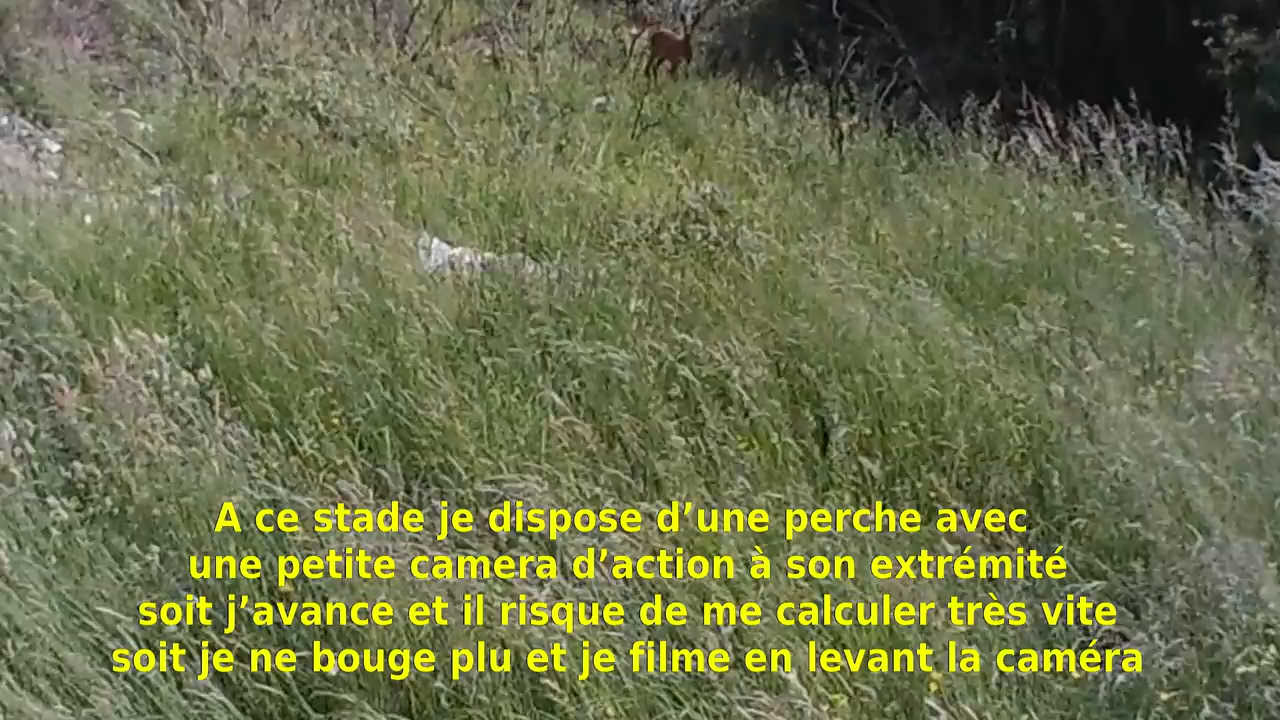 A ce stade je dispose d’une perche avec
une petite camera d’action à son extrémité
soit j’avance et il risque de me calculer très vite
soit je ne bouge plu et je filme en levant la caméra